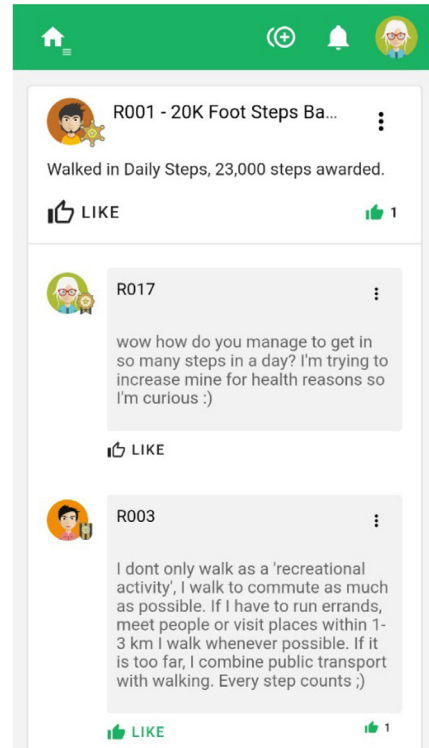 R001 - 20K Foot Steps Ba...
Walked in Daily Steps, 23,000 steps awarded.
LIKE
1
R017
wow how do you manage to get in
so many steps in a day? I'm trying to
increase mine for health reasons so
I'm curious :)
LIKE
R003
I dont only walk as a 'recreational
activity', I walk to commute as much
as possible. If I have to run errands,
meet people or visit places within 1-
3 km I walk whenever possible. If it
is too far, I combine public transport
with walking. Every step counts ;)
LIKE
1